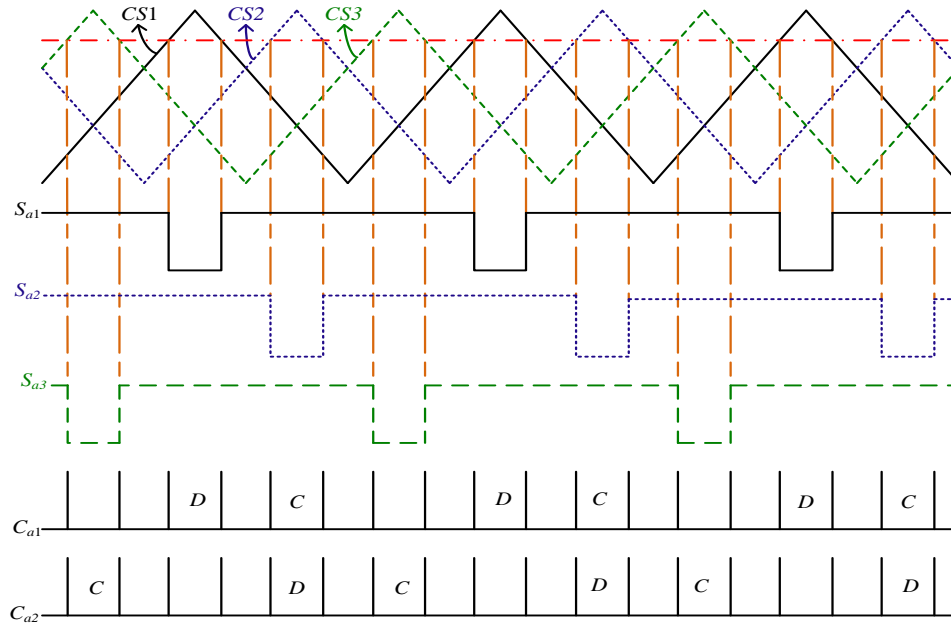 CS1 CS2 CS3
Sa1
Sa2
Sa3
D C D C D C
Ca1
C D C D C D
Ca2